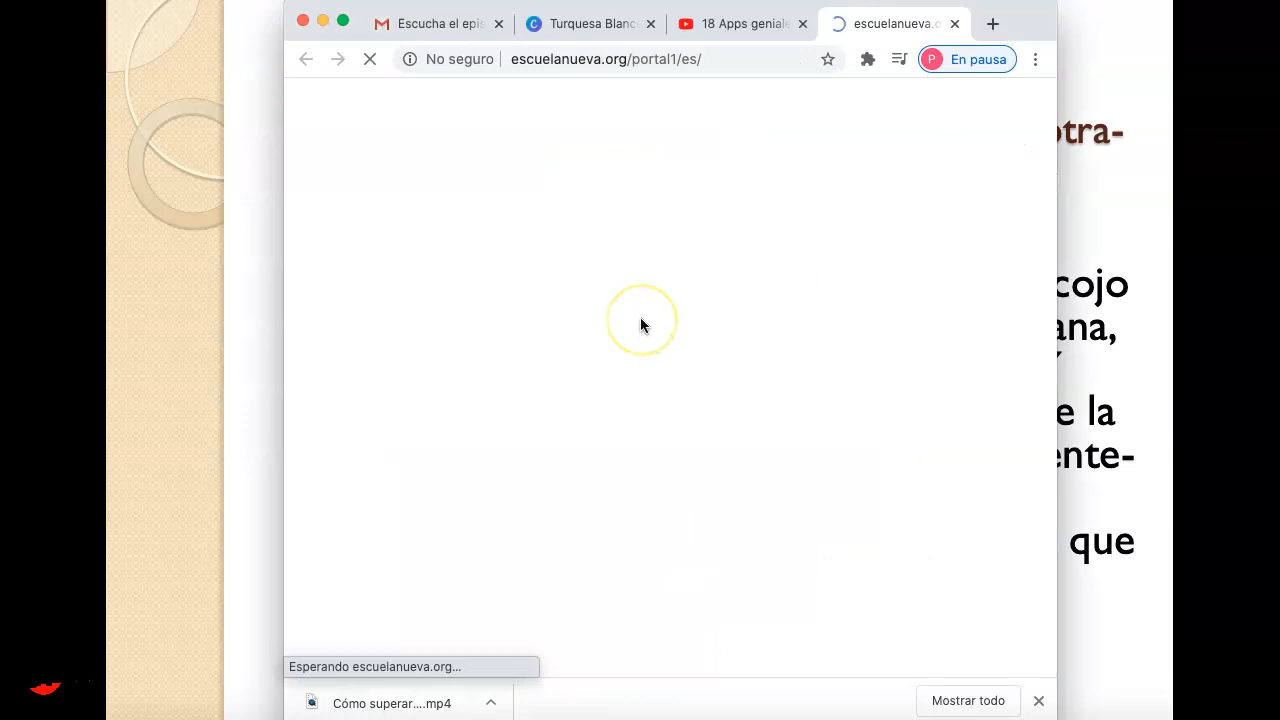 Escucha el epis
Turquesa Blanc
18 Apps geniale
escuelanueva.o
No seguro
escuelanueva.org/portal1/es/
P
En pausa
otra-
cojo
ana,
e la
ente-
que
Esperando escuelanueva.org...
Cómo superar....mp4
Mostrar todo